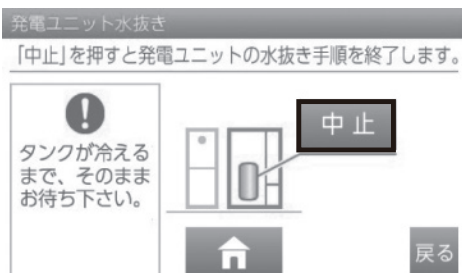 発電ユニット水抜き
「中止」を押すと発電ユニットの水抜き手順を終了します。
タンクが冷える
まで、そのまま
お待ち下さい。
中止
戻る